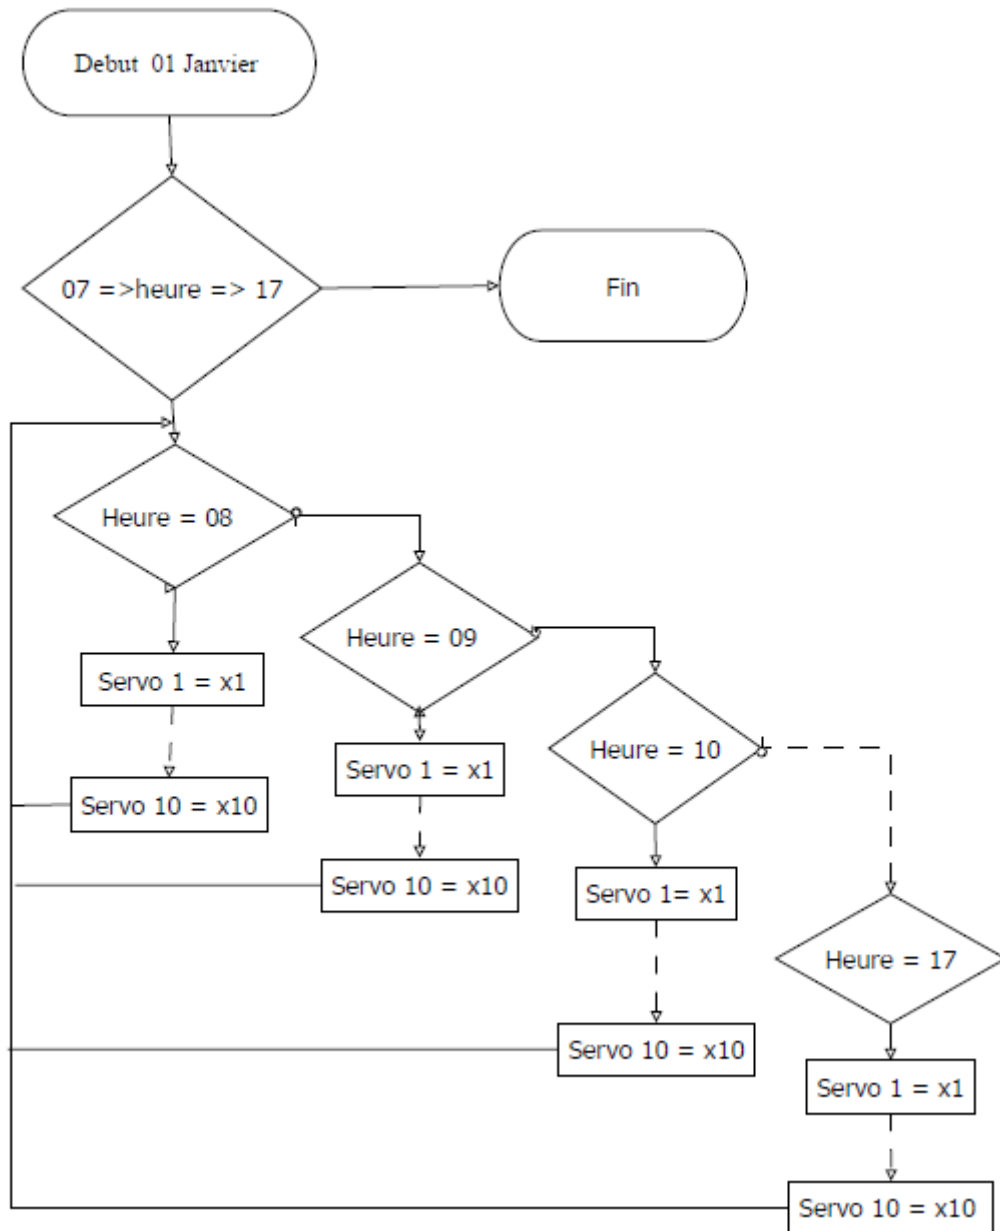 Debut 01 Janvier
07 =>heure => 17
Fin
Heure = 08
Heure = 09
Heure = 10
Heure = 17
Servo 1 = x1
Servo 10 = x10
Servo 1 = x1
Servo 10 = x10
Servo 1= x1
Servo 10 = x10
Servo 1 = x1
Servo 10 = x10